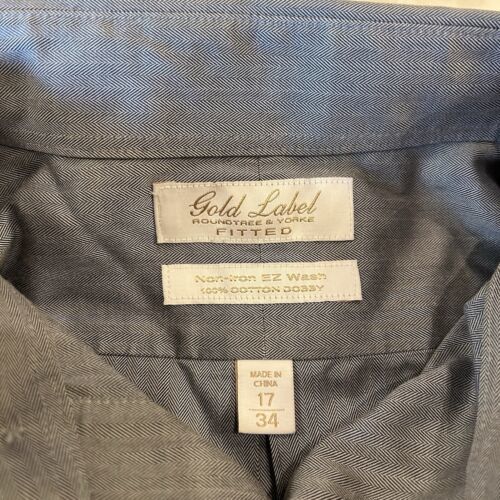 Gold Label
ROUNDTREE & YORKE
FITTED
Non-Iron EZ Wash
100% COTTON DOBBY
MADE IN
CHINA
17
34